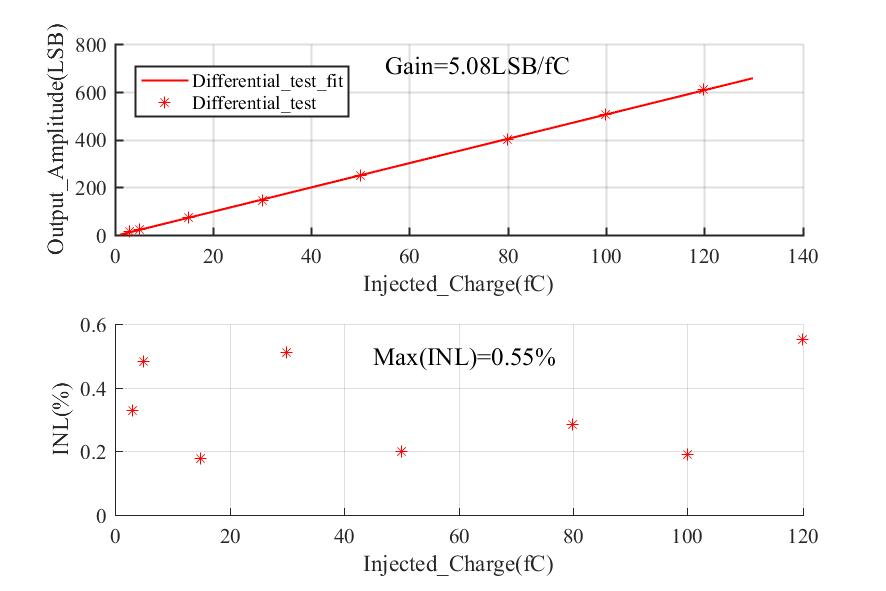 Output_Amplitude(LSB)
800
600
400
200
0
Gain=5.08LSB/fC
Differential_test_fit
Differential_test
0 20 40 60 80 100 120 140
Injected_Charge(fC)
INL(%)
0.6
0.4
0.2
0
Max(INL)=0.55%
0 20 40 60 80 100 120
Injected_Charge(fC)